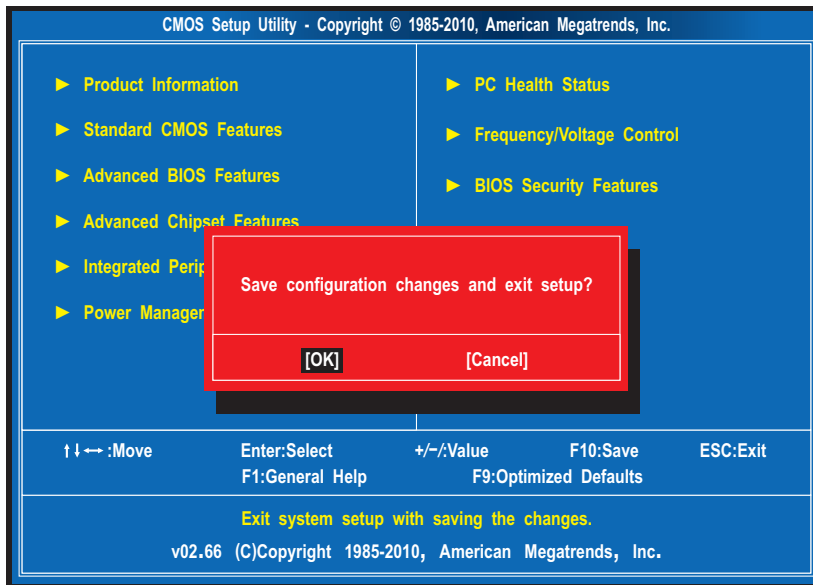 CMOS Setup Utility - Copyright © 1985-2010, American Megatrends, Inc.
► Product Information
► Standard CMOS Features
► Advanced BIOS Features
► Advanced Chipset Features
► Integrated Perip
► Power Manager
► PC Health Status
► Frequency/Voltage Control
► BIOS Security Features
Save configuration changes and exit setup?
[OK] [Cancel]
↑↓←→ :Move Enter:Select +/−/:Value F10:Save ESC:Exit
F1:General Help F9:Optimized Defaults
Exit system setup with saving the changes.
v02.66 (C)Copyright 1985-2010, American Megatrends, Inc.